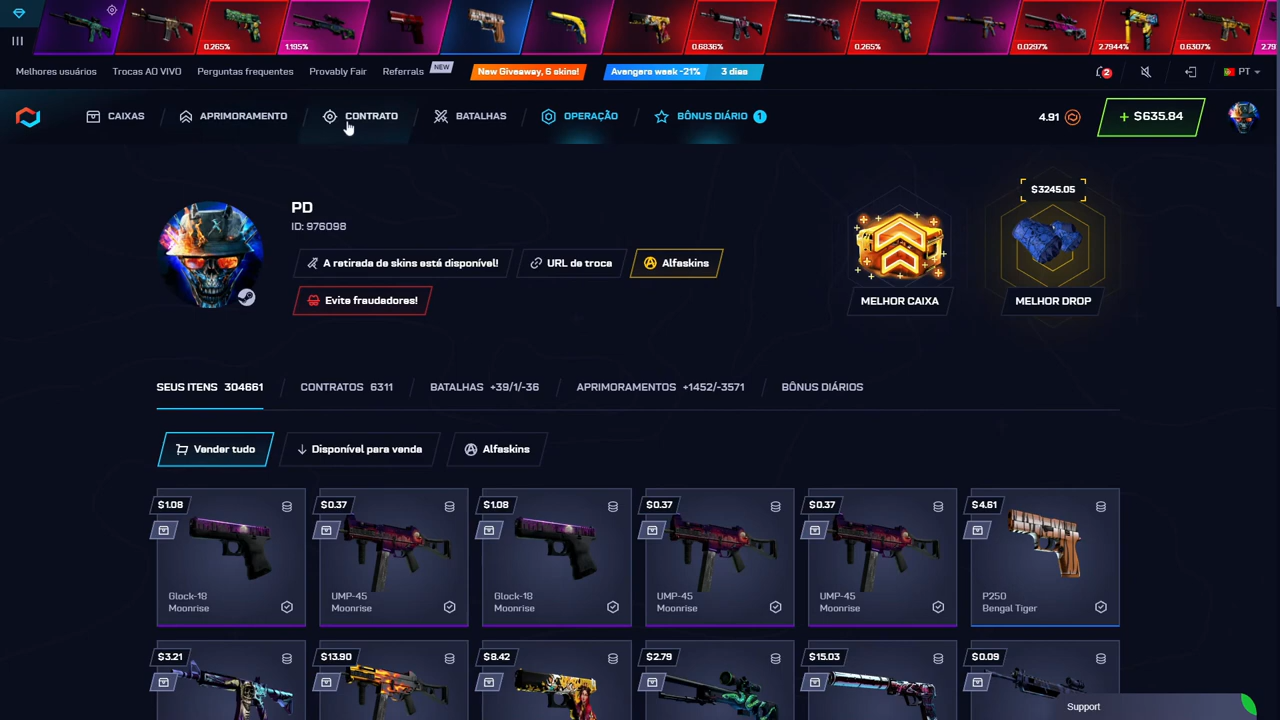 0.265%
1.195%
0.6836%
0.265%
0.0297%
2.7944%
0.6307%
2.79
Melhores usuários
Trocas AO VIVO
Perguntas frequentes
Provably Fair
Referrals
NEW
New Giveaway, 6 skins!
Avengers week -21%
3 dias
2
PT
CAIXAS
APRIMORAMENTO
CONTRATO
BATALHAS
OPERAÇÃO
BÔNUS DIÁRIO
1
4.91
+ $635.84
PD
ID: 976098
A retirada de skins está disponível!
URL de troca
Alfaskins
Evite fraudadores!
MELHOR CAIXA
$3245.05
MELHOR DROP
SEUS ITENS 304661
CONTRATOS 6311
BATALHAS +39/1/-36
APRIMORAMENTOS +1452/-3571
BÔNUS DIÁRIOS
Vender tudo
Disponível para venda
Alfaskins
$1.08
Glock-18
Moonrise
$0.37
UMP-45
Moonrise
$1.08
Glock-18
Moonrise
$0.37
UMP-45
Moonrise
$0.37
UMP-45
Moonrise
$4.61
P250
Bengal Tiger
$3.21
$13.90
$8.42
$2.79
$15.03
$0.09
Support